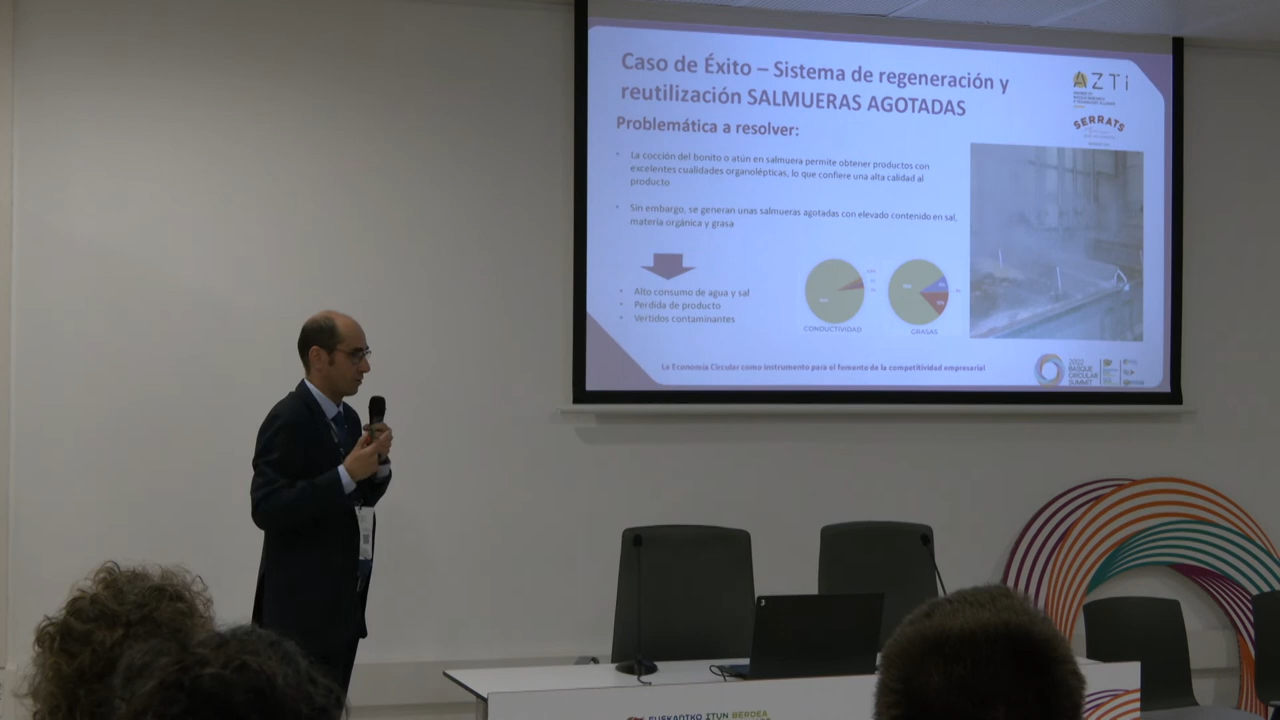 Caso de Éxito – Sistema de regeneración y
reutilización SALMUERAS AGOTADAS
AZTi
SERRATS
Problemática a resolver:
• La cocción del bonito o atún en salmuera permite obtener productos con
excelentes cualidades organolépticas, lo que confiere una alta calidad al
producto
• Sin embargo, se generan unas salmueras agotadas con elevado contenido en sal,
materia orgánica y grasa
• Alto consumo de agua y sal
• Perdida de producto
• Vertidos contaminantes
CONDUCTIVIDAD
GRASAS
La Economía Circular como instrumento para el fomento de la competitividad empresarial
2022
BASQUE
CIRCULAR
SUMMIT
EUSKADIKO ITUN BERDEA